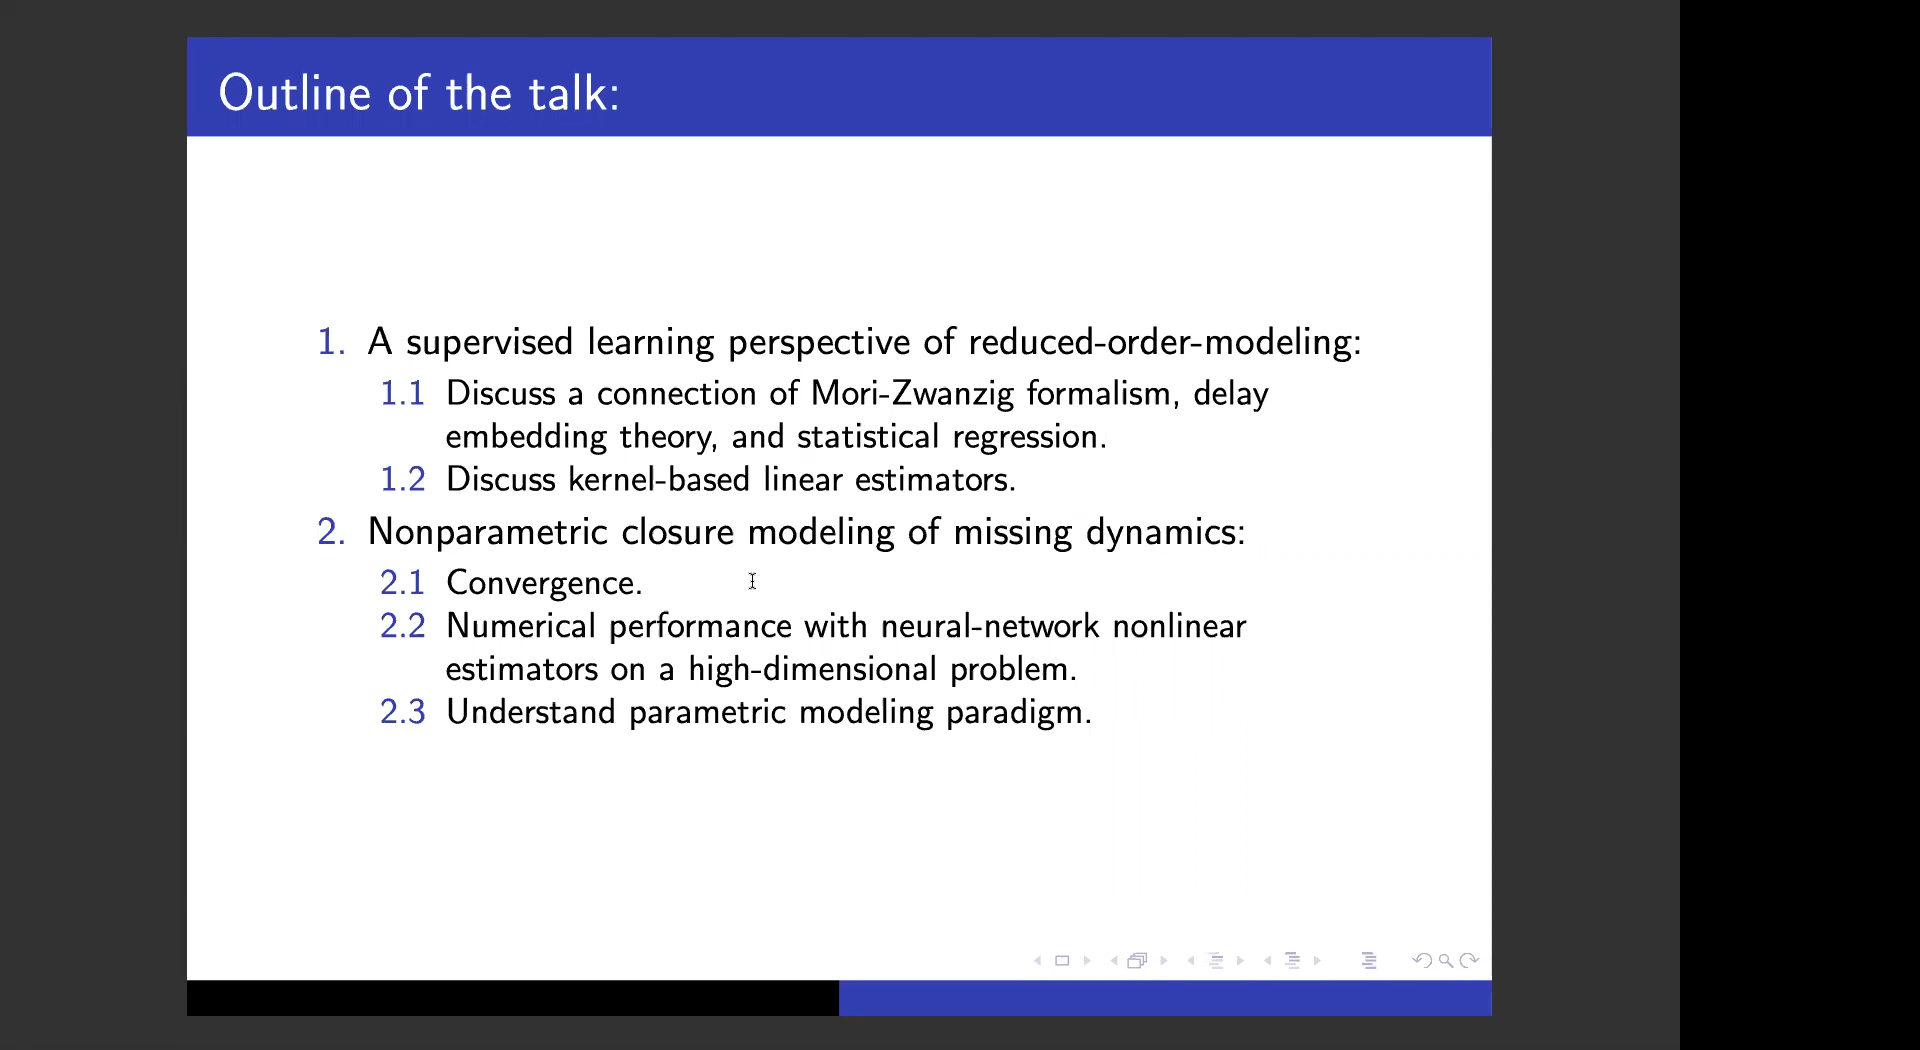 Outline of the talk:
1. A supervised learning perspective of reduced-order-modeling:
1.1 Discuss a connection of Mori-Zwanzig formalism, delay
embedding theory, and statistical regression.
1.2 Discuss kernel-based linear estimators.
2. Nonparametric closure modeling of missing dynamics:
2.1 Convergence.
2.2 Numerical performance with neural-network nonlinear
estimators on a high-dimensional problem.
2.3 Understand parametric modeling paradigm.